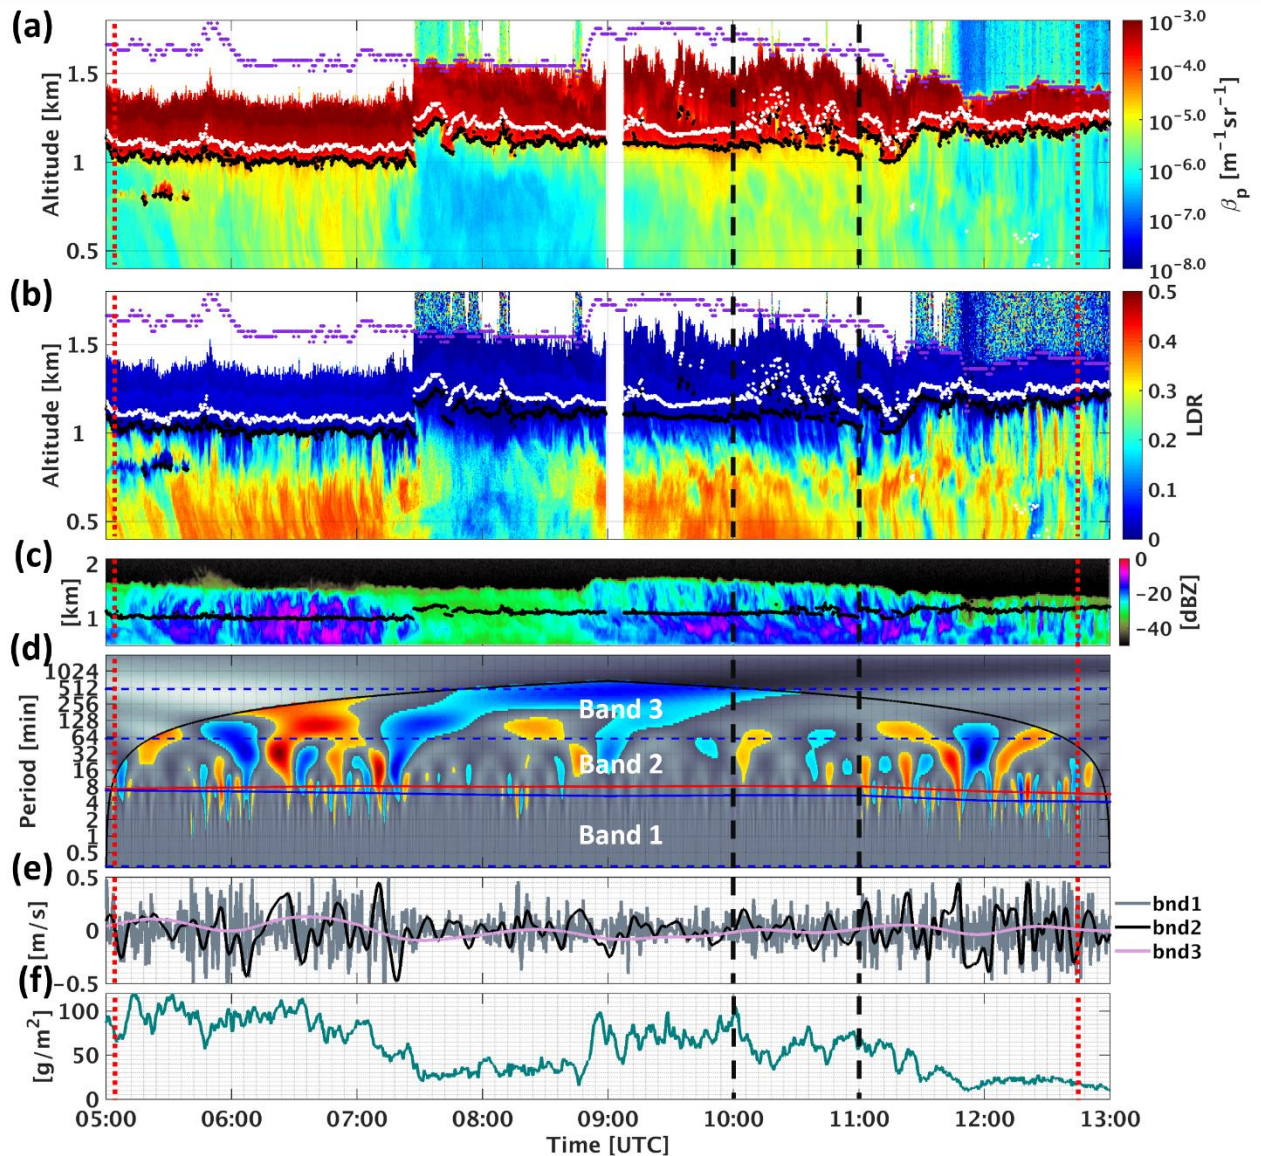 (a)
Altitude [km]
1.5
1
0.5
10-3.0
10-4.0
10-5.0
10-6.0
10-7.0
10-8.0
βp [m-1 sr-1]
(b)
Altitude [km]
1.5
1
0.5
0.5
0.4
0.3
0.2
0.1
0
LDR
(c)
[km]
2
1
0
-20
-40
[dBZ]
(d)
Period [min]
1024
512
256
128
64
32
16
8
4
2
1
0.5
Band 3
Band 2
Band 1
(e)
[m/s]
0.5
0
-0.5
bnd1
bnd2
bnd3
(f)
[g/m2]
100
50
0
05:00 06:00 07:00 08:00 09:00 10:00 11:00 12:00 13:00
Time [UTC]